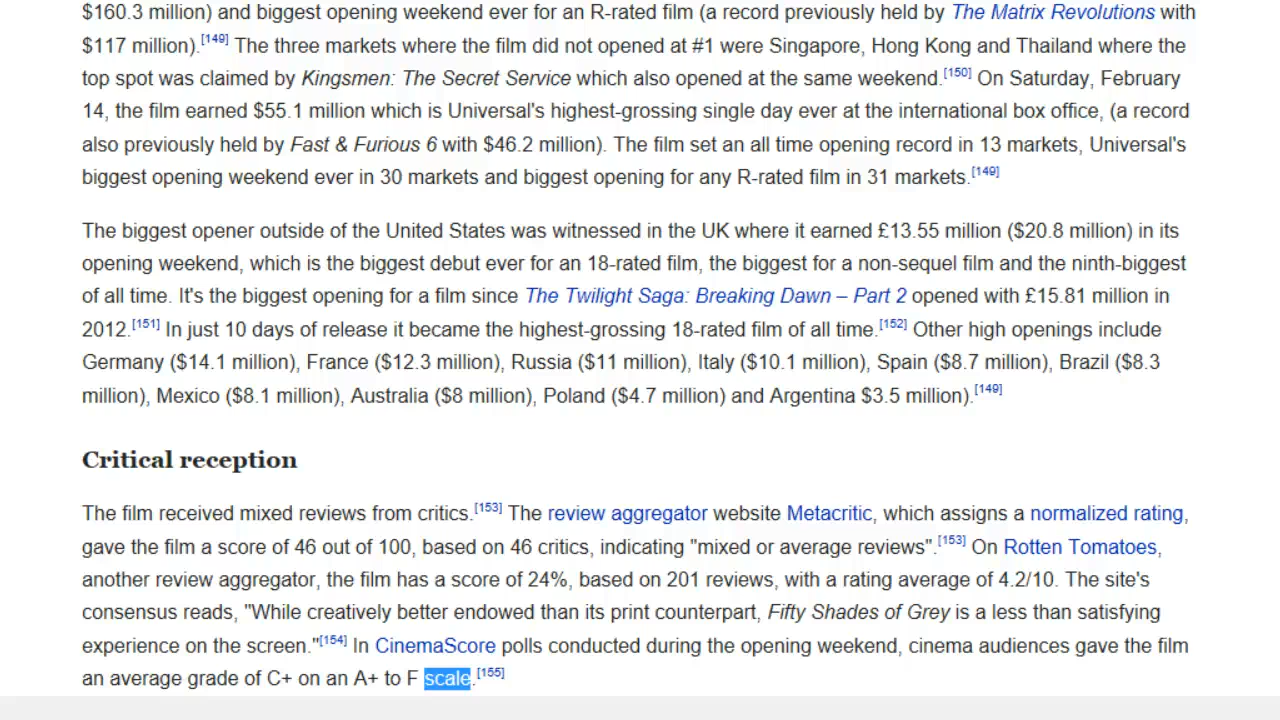 $160.3 million) and biggest opening weekend ever for an R-rated film (a record previously held by The Matrix Revolutions with
$117 million).[149] The three markets where the film did not opened at #1 were Singapore, Hong Kong and Thailand where the
top spot was claimed by Kingsmen: The Secret Service which also opened at the same weekend.[150] On Saturday, February
14, the film earned $55.1 million which is Universal's highest-grossing single day ever at the international box office, (a record
also previously held by Fast & Furious 6 with $46.2 million). The film set an all time opening record in 13 markets, Universal's
biggest opening weekend ever in 30 markets and biggest opening for any R-rated film in 31 markets.[149]
The biggest opener outside of the United States was witnessed in the UK where it earned £13.55 million ($20.8 million) in its
opening weekend, which is the biggest debut ever for an 18-rated film, the biggest for a non-sequel film and the ninth-biggest
of all time. It's the biggest opening for a film since The Twilight Saga: Breaking Dawn – Part 2 opened with £15.81 million in
2012.[151] In just 10 days of release it became the highest-grossing 18-rated film of all time.[152] Other high openings include
Germany ($14.1 million), France ($12.3 million), Russia ($11 million), Italy ($10.1 million), Spain ($8.7 million), Brazil ($8.3
million), Mexico ($8.1 million), Australia ($8 million), Poland ($4.7 million) and Argentina $3.5 million).[149]
Critical reception
The film received mixed reviews from critics.[153] The review aggregator website Metacritic, which assigns a normalized rating,
gave the film a score of 46 out of 100, based on 46 critics, indicating "mixed or average reviews".[153] On Rotten Tomatoes,
another review aggregator, the film has a score of 24%, based on 201 reviews, with a rating average of 4.2/10. The site's
consensus reads, "While creatively better endowed than its print counterpart, Fifty Shades of Grey is a less than satisfying
experience on the screen."[154] In CinemaScore polls conducted during the opening weekend, cinema audiences gave the film
an average grade of C+ on an A+ to F scale.[155]